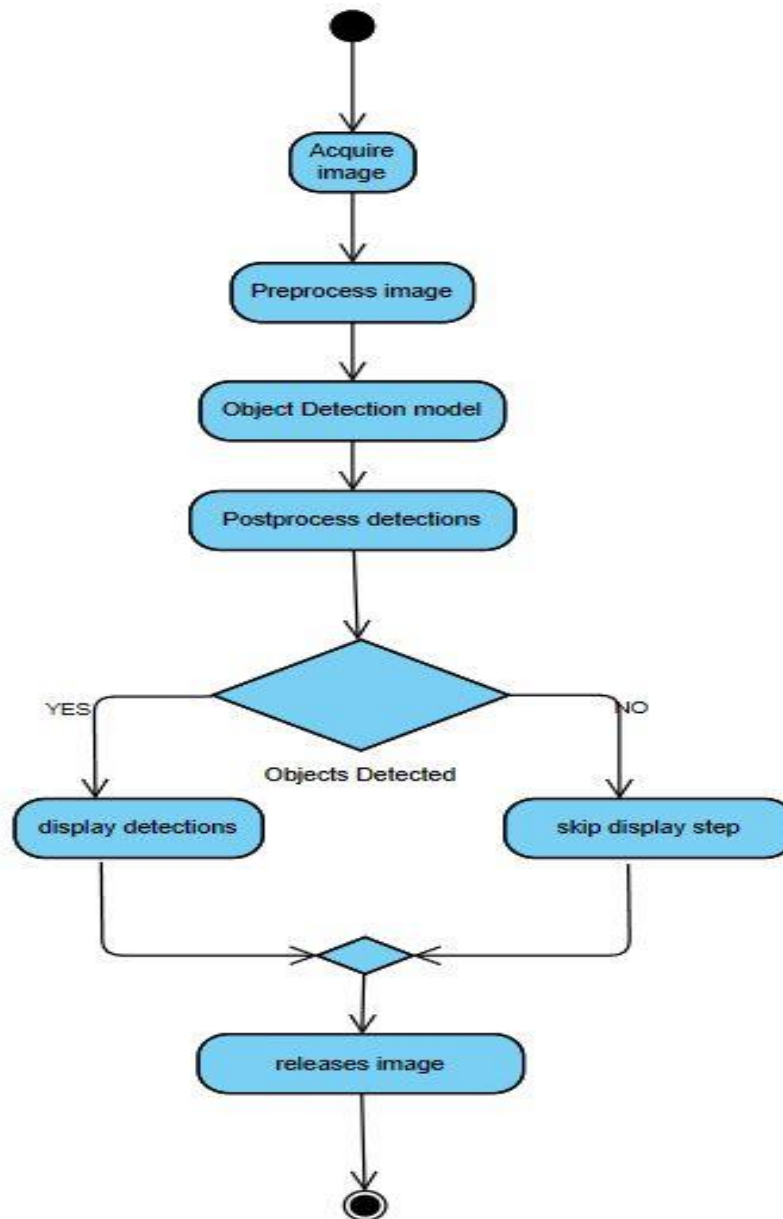 Acquire
image
Preprocess image
Object Detection model
Postprocess detections
YES
NO
Objects Detected
display detections
skip display step
releases image